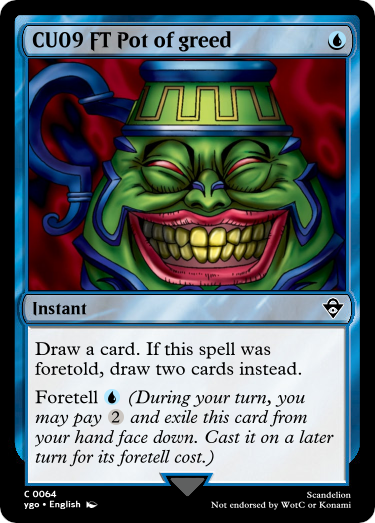 CU09 FT Pot of greed
Instant
Draw a card. If this spell was
foretold, draw two cards instead.
Foretell (During your turn, you
may pay 2 and exile this card from
your hand face down. Cast it on a later
turn for its foretell cost.)
C 0064
ygo • English
Scandelion
Not endorsed by WotC or Konami